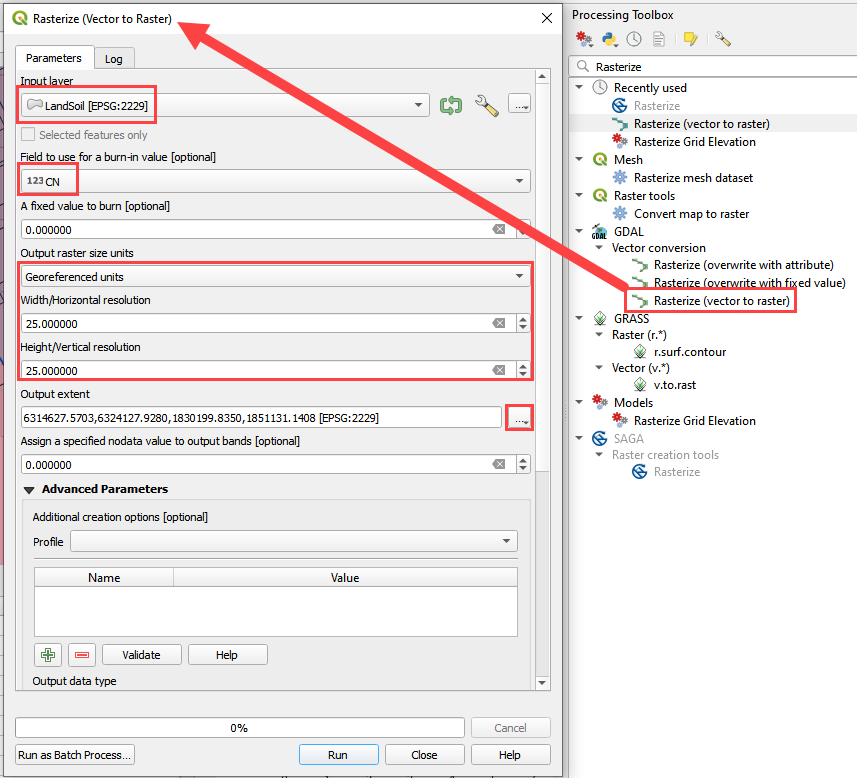 Rasterize (Vector to Raster)
Parameters
Log
Input layer
LandSoil [EPSG:2229]
...
Selected features only
Field to use for a burn-in value [optional]
123 CN
A fixed value to burn [optional]
0.000000
Output raster size units
Georeferenced units
Width/Horizontal resolution
25.000000
Height/Vertical resolution
25.000000
Output extent
6314627.5703,6324127.9280,1830199.8350,1851131.1408 [EPSG:2229]
...
Assign a specified nodata value to output bands [optional]
0.000000
Advanced Parameters
Additional creation options [optional]
Profile
Name Value
Validate
Help
Output data type
0%
Cancel
Run as Batch Process...
Run
Close
Help
Processing Toolbox
Rasterize
Recently used
Rasterize
Rasterize (vector to raster)
Rasterize Grid Elevation
Mesh
Rasterize mesh dataset
Raster tools
Convert map to raster
GDAL
Vector conversion
Rasterize (overwrite with attribute)
Rasterize (overwrite with fixed value)
Rasterize (vector to raster)
GRASS
Raster (r.*)
r.surf.contour
Vector (v.*)
v.to.rast
Models
Rasterize Grid Elevation
SAGA
Raster creation tools
Rasterize